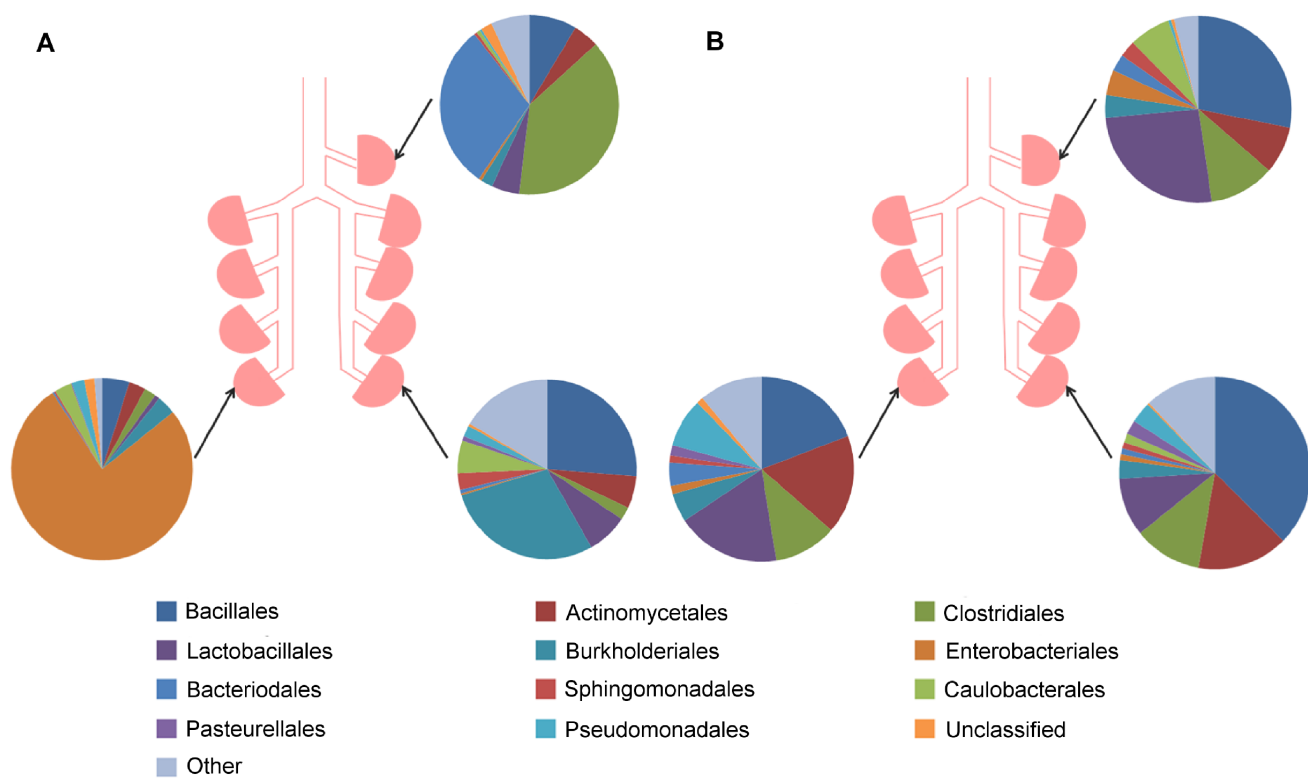 A
B
Bacillales
Actinomycetales
Clostridiales
Lactobacillales
Burkholderiales
Enterobacteriales
Bacteriodales
Sphingomonadales
Caulobacterales
Pasteurellales
Pseudomonadales
Unclassified
Other